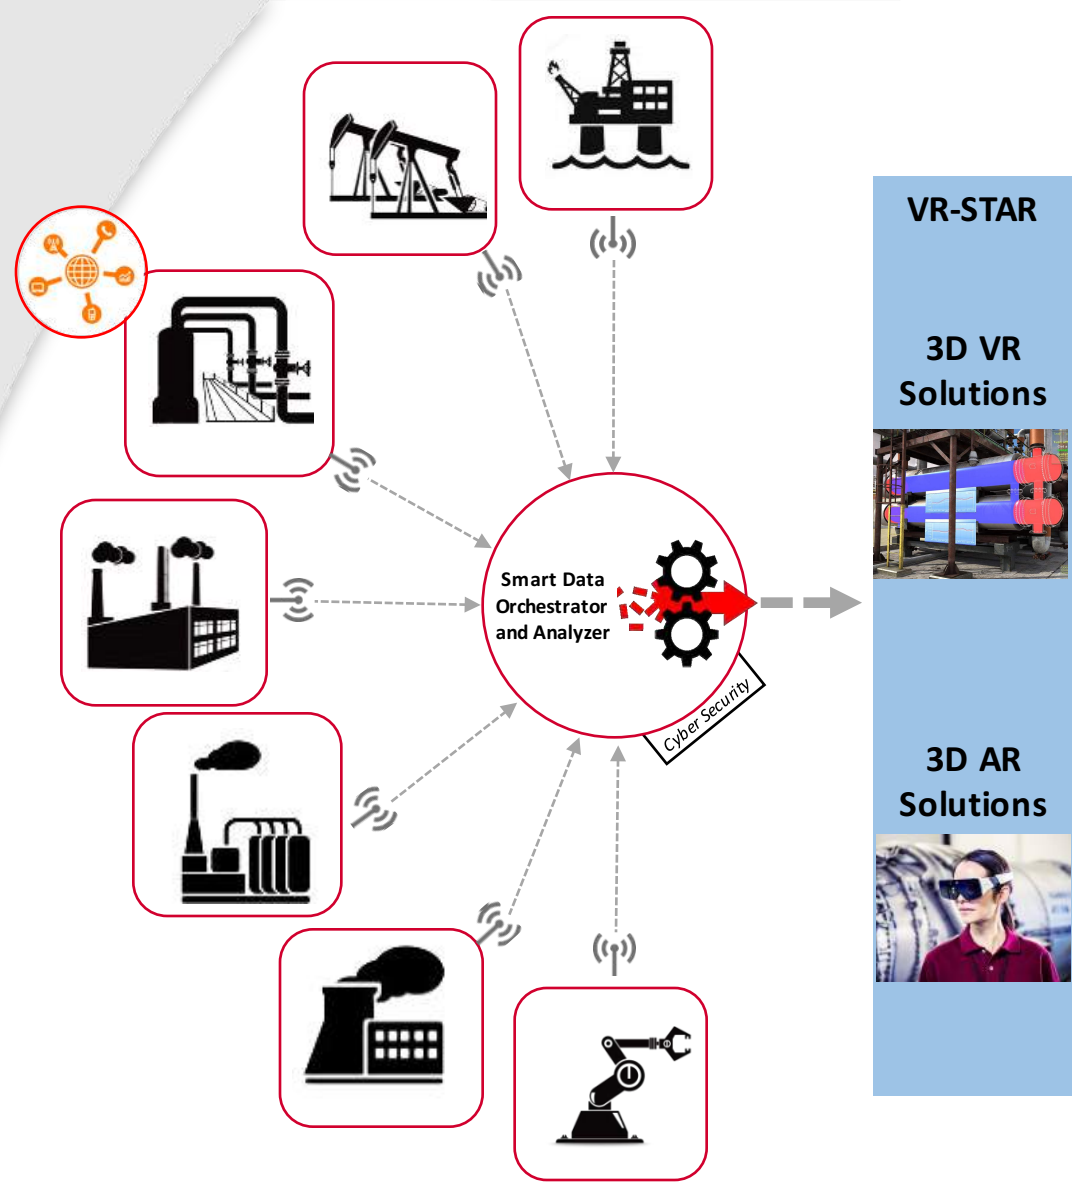 VR-STAR
3D VR
Solutions
Smart Data
Orchestrator
and Analyzer
Cyber Security
3D AR
Solutions